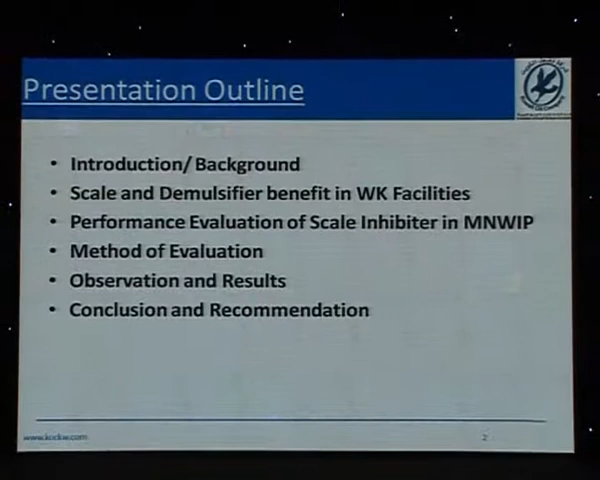 Presentation Outline
• Introduction/ Background
• Scale and Demulsifier benefit in WK Facilities
• Performance Evaluation of Scale Inhibiter in MNWIP
• Method of Evaluation
• Observation and Results
• Conclusion and Recommendation
www.kockw.com
2